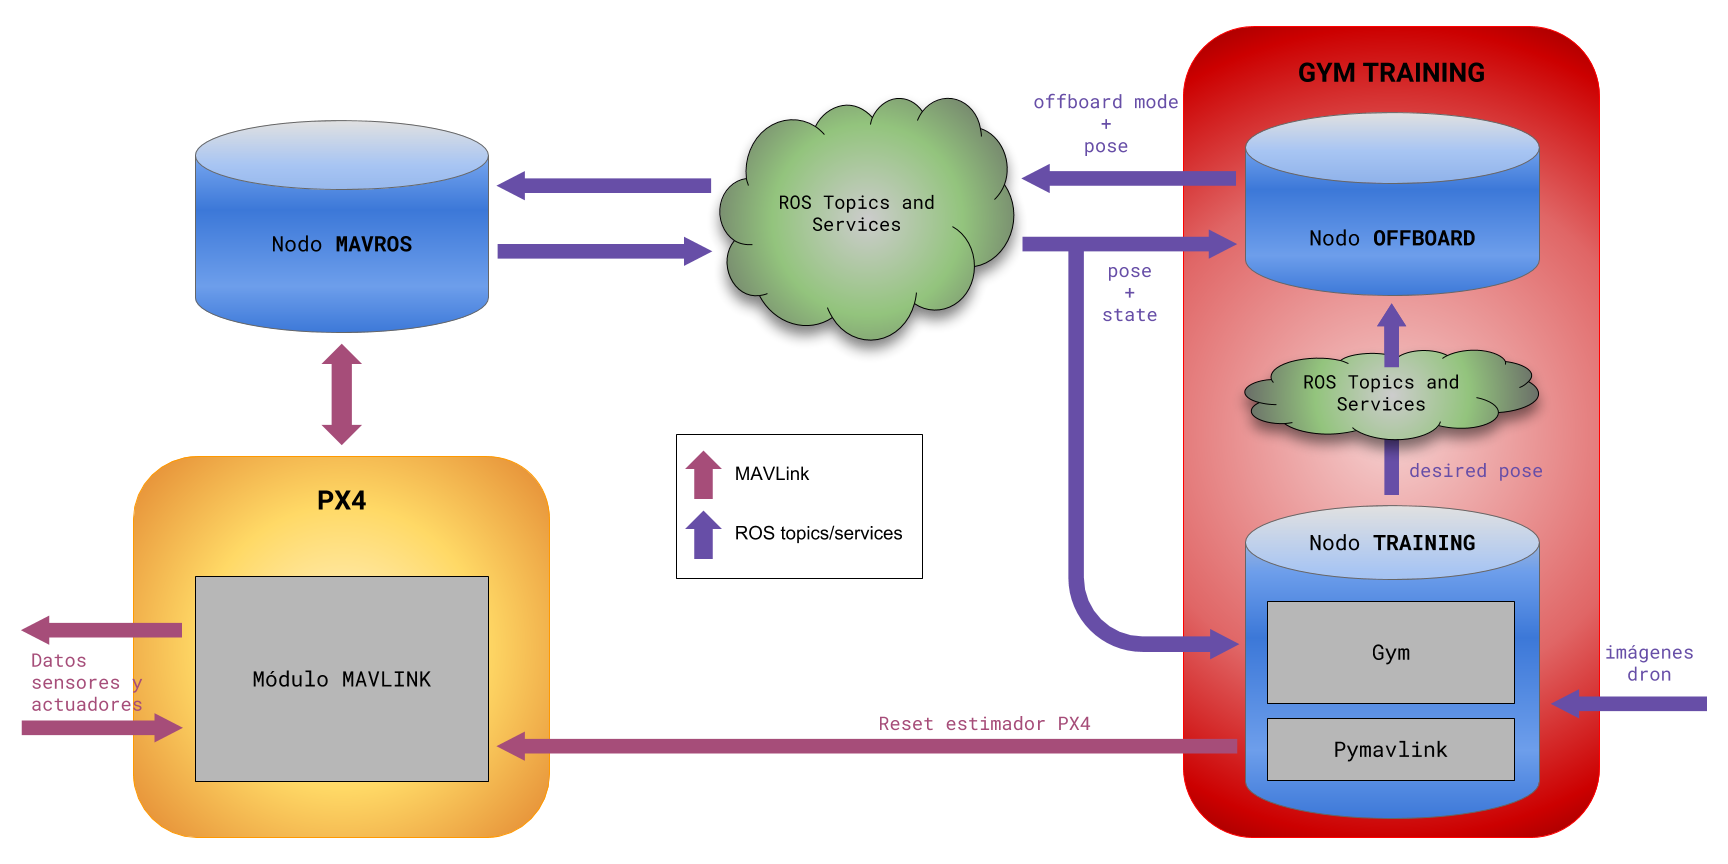 GYM TRAINING
offboard mode
+
pose
ROS Topics and
Services
Nodo MAVROS
Nodo OFFBOARD
pose
+
state
ROS Topics and
Services
desired pose
MAVLink
ROS topics/services
PX4
Nodo TRAINING
Gym
imágenes
dron
Datos
sensores y
actuadores
Módulo MAVLINK
Reset estimador PX4
Pymavlink